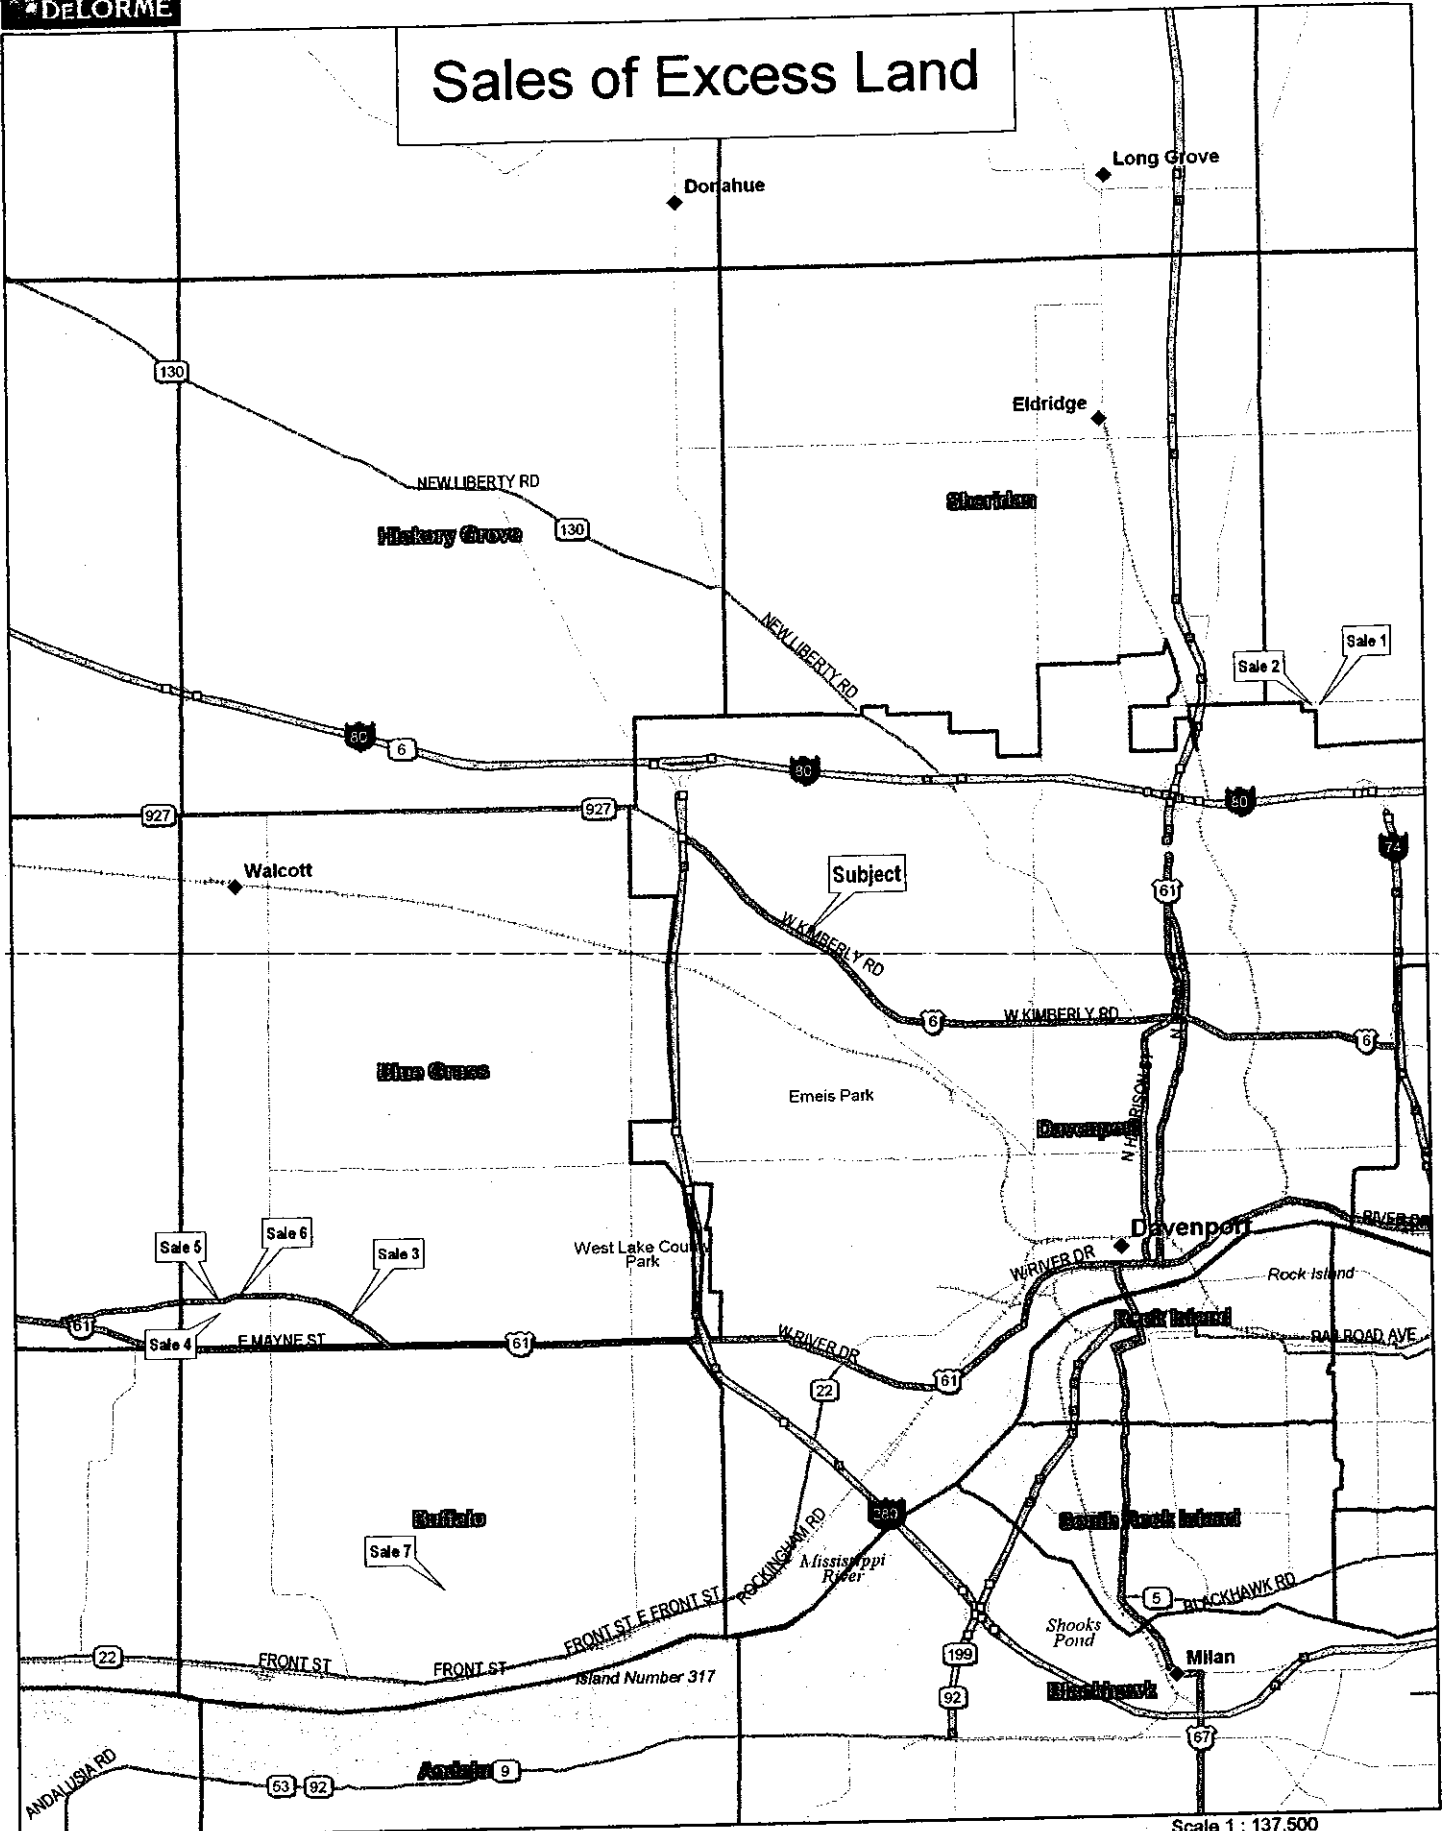 DELORME
Sales of Excess Land
Long Grove
Donahue
130
Eldridge
NEW LIBERTY RD
Sheridan
130
Hickory Grove
NEW LIBERTY RD
Sale 1
Sale 2
80
6
80
80
927
927
74
Walcott
Subject
61
W KIMBERLY RD
6
W KIMBERLY RD
6
Blue Grass
Emeis Park
Davenport
N HARRISON ST
Davenport
RIVER DR
Sale 6
Sale 5
Sale 3
West Lake County
Park
W RIVER DR
Rock Island
61
Sale 4
E MAYNE ST
61
W RIVER DR
Rock Island
RAILROAD AVE
22
61
280
Buffalo
South Rock Island
Sale 7
ROCKINGHAM RD
Mississippi
River
5
BLACKHAWK RD
FRONT ST E FRONT ST
Shooks
Pond
22
FRONT ST
FRONT ST
199
Milan
Island Number 317
92
Blackhawk
67
ANDALUSIA RD
53
92
9
Scale 1 : 137,500